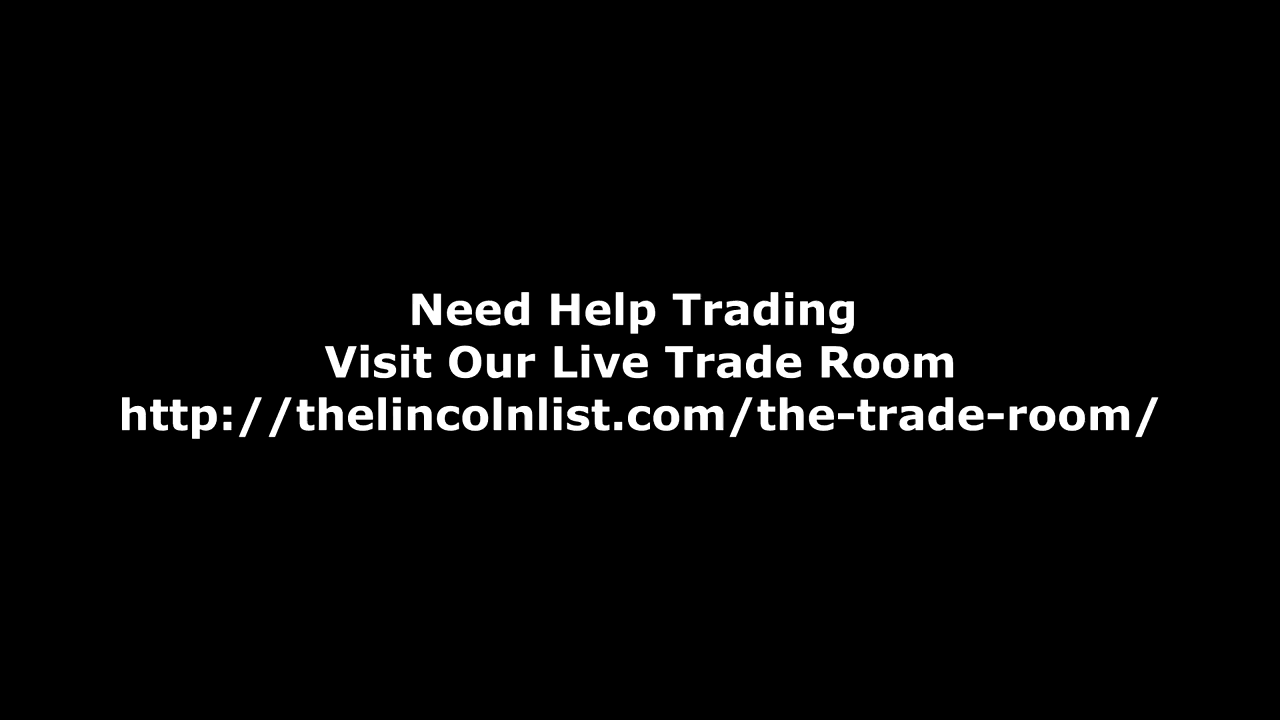 Need Help Trading
Visit Our Live Trade Room
http://thelincolnlist.com/the-trade-room/